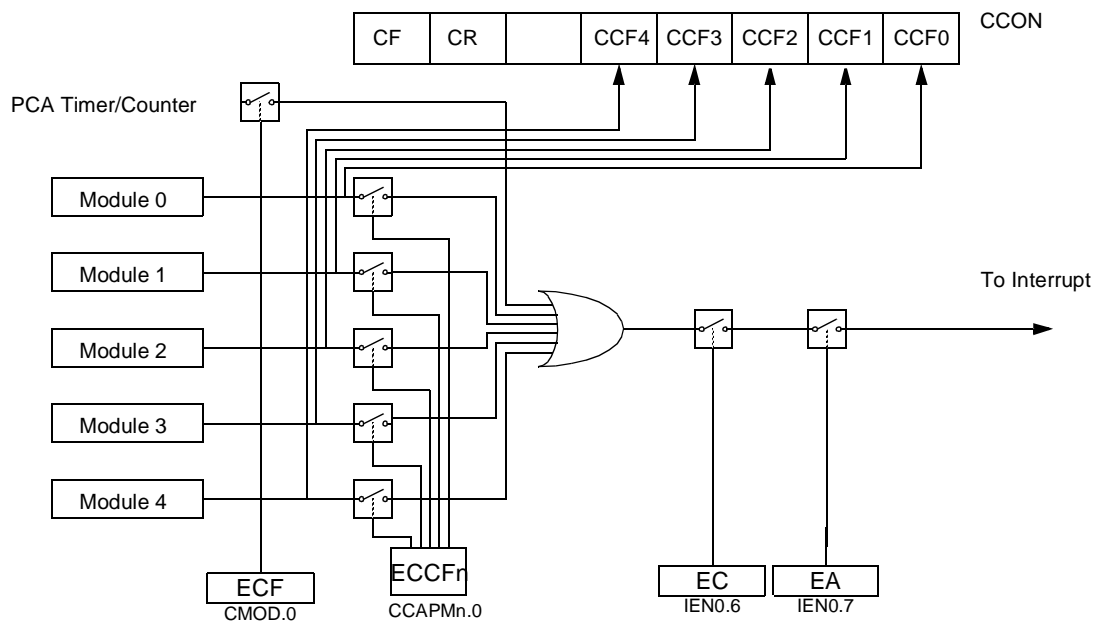 CF CR CCF4 CCF3 CCF2 CCF1 CCF0 CCON
PCA Timer/Counter
Module 0
Module 1
To Interrupt
Module 2
Module 3
Module 4
ECF
CMOD.0
ECCFn
CCAPMn.0
EC
IEN0.6
EA
IEN0.7